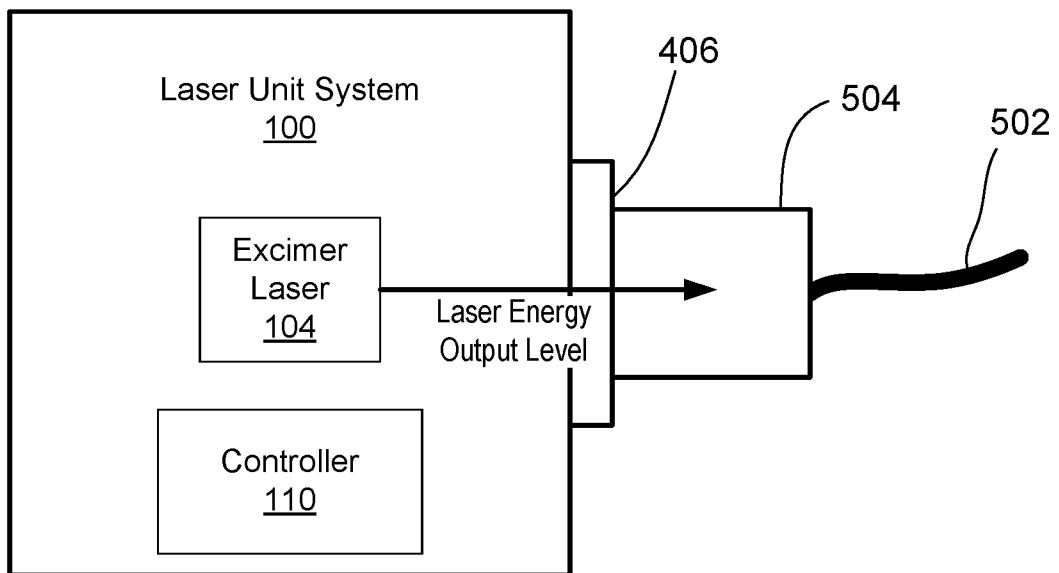 Laser Unit System
100
406
504
502
Excimer
Laser
104
Laser Energy
Output Level
Controller
110